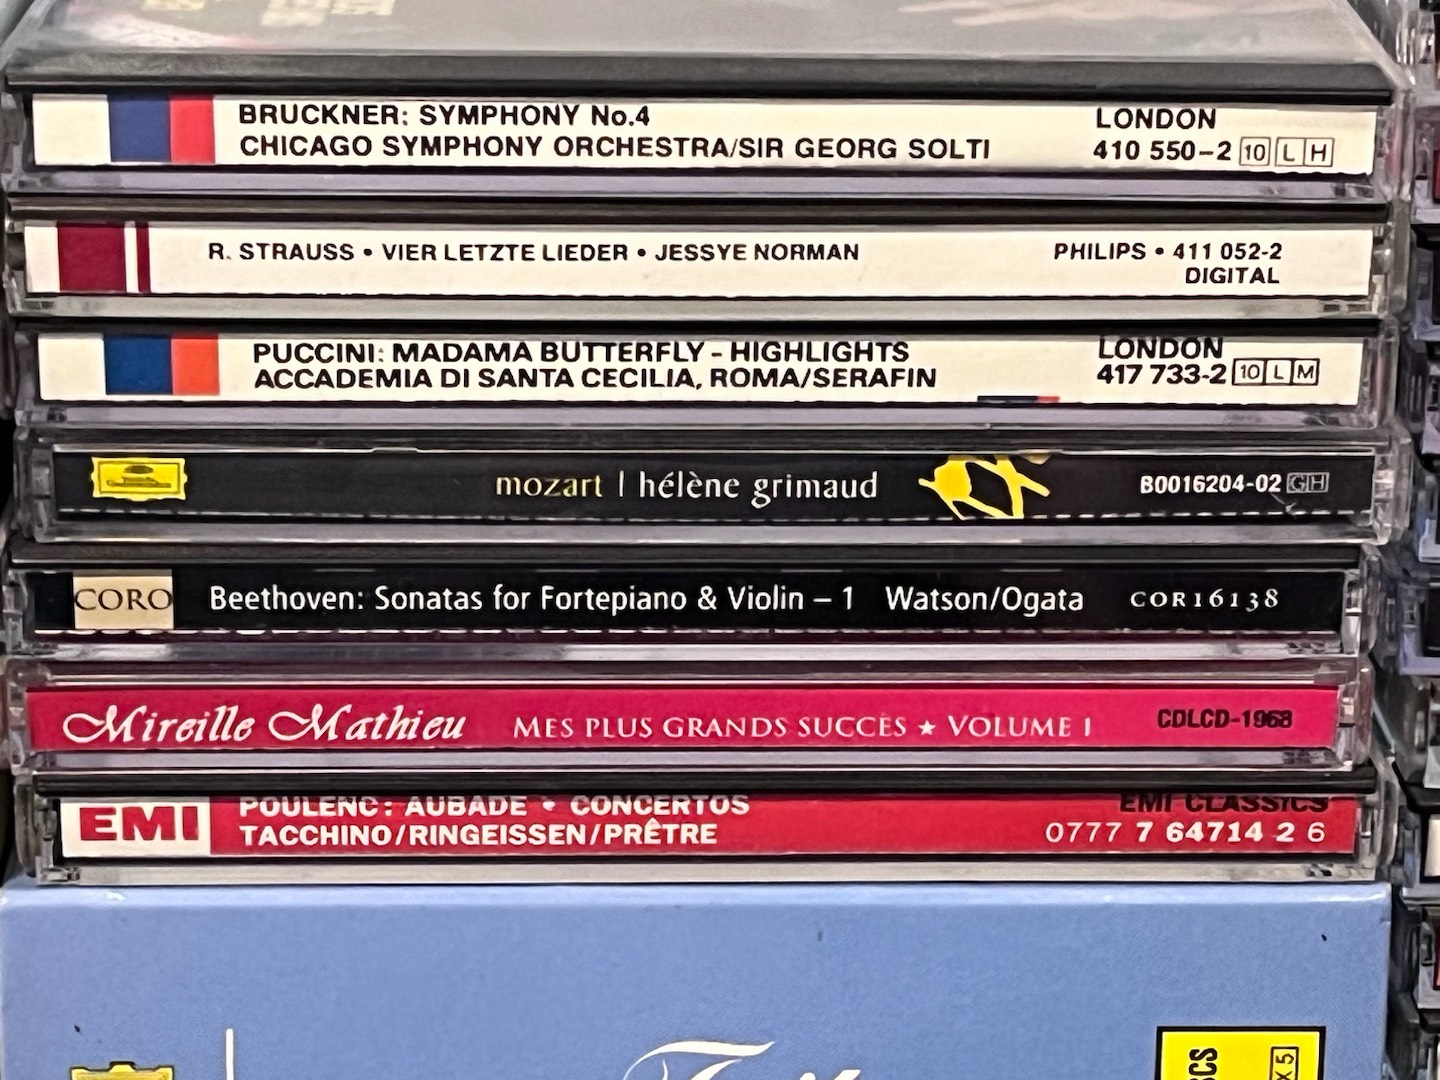 BRUCKNER: SYMPHONY No.4
CHICAGO SYMPHONY ORCHESTRA/SIR GEORG SOLTI
LONDON
410 550-2 10 L H
R. STRAUSS • VIER LETZTE LIEDER • JESSYE NORMAN
PHILIPS • 411 052-2
DIGITAL
PUCCINI: MADAMA BUTTERFLY - HIGHLIGHTS
ACCADEMIA DI SANTA CECILIA, ROMA/SERAFIN
LONDON
417 733-2 10 L M
mozart | hélène grimaud
B0016204-02 GH
CORO
Beethoven: Sonatas for Fortepiano & Violin – 1 Watson/Ogata
COR16138
Mireille Mathieu
MES PLUS GRANDS SUCCÈS ★ VOLUME 1
CDLCD-1968
EMI
POULENC: AUBADE • CONCERTOS
TACCHINO/RINGEISSEN/PRÊTRE
EMI CLASSICS
0777 7 64714 2 6